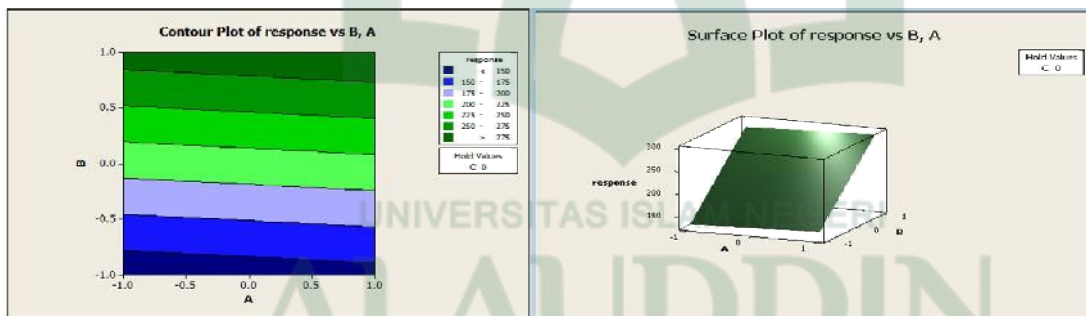 Contour Plot of response vs B, A
1.0
0.5
0.0
-0.5
-1.0
B
-1.0 -0.5 0.0 0.5 1.0
A
response
< 150
150 - 175
175 - 200
200 - 225
225 - 250
250 - 275
> 275
Hold Values
C 0
Surface Plot of response vs B, A
Hold Values
C 0
300
250
200
150
response
-1 0 1
A
-1 0 1
B
UNIVERSITAS ISLAM NEGERI
ALAUDDIN